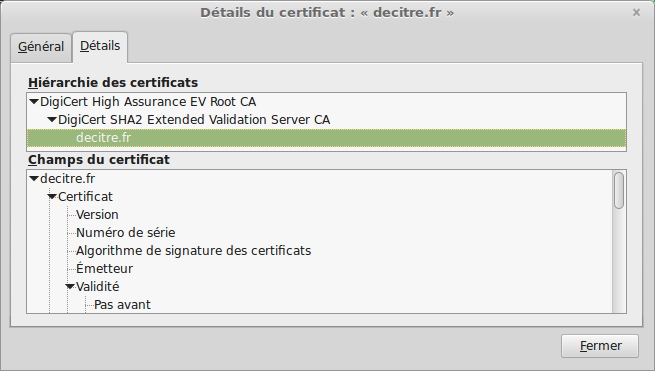 Détails du certificat : « decitre.fr »
Général Détails
Hiérarchie des certificats
DigiCert High Assurance EV Root CA
DigiCert SHA2 Extended Validation Server CA
decitre.fr
Champs du certificat
decitre.fr
Certificat
Version
Numéro de série
Algorithme de signature des certificats
Émetteur
Validité
Pas avant
Fermer